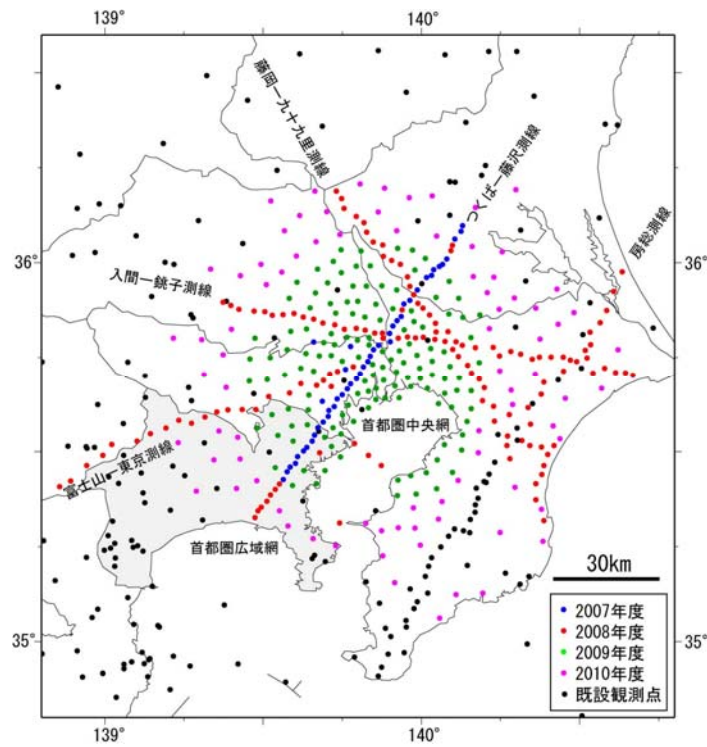 139°
140°
藤岡ー九十九里測線
つくばー藤沢測線
房総測線
36°
36°
入間ー銚子測線
首都圏中央網
富士山ー東京測線
首都圏広域網
30km
2007年度
2008年度
2009年度
2010年度
既設観測点
35°
35°
139°
140°